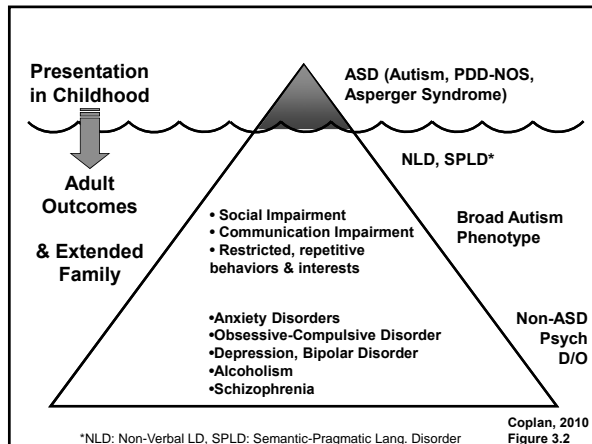 Presentation
in Childhood
ASD (Autism, PDD-NOS,
Asperger Syndrome)
NLD, SPLD*
Adult
Outcomes
& Extended
Family
• Social Impairment
• Communication Impairment
• Restricted, repetitive
behaviors & interests
Broad Autism
Phenotype
•Anxiety Disorders
•Obsessive-Compulsive Disorder
•Depression, Bipolar Disorder
•Alcoholism
•Schizophrenia
Non-ASD
Psych
D/O
*NLD: Non-Verbal LD, SPLD: Semantic-Pragmatic Lang. Disorder
Coplan, 2010
Figure 3.2